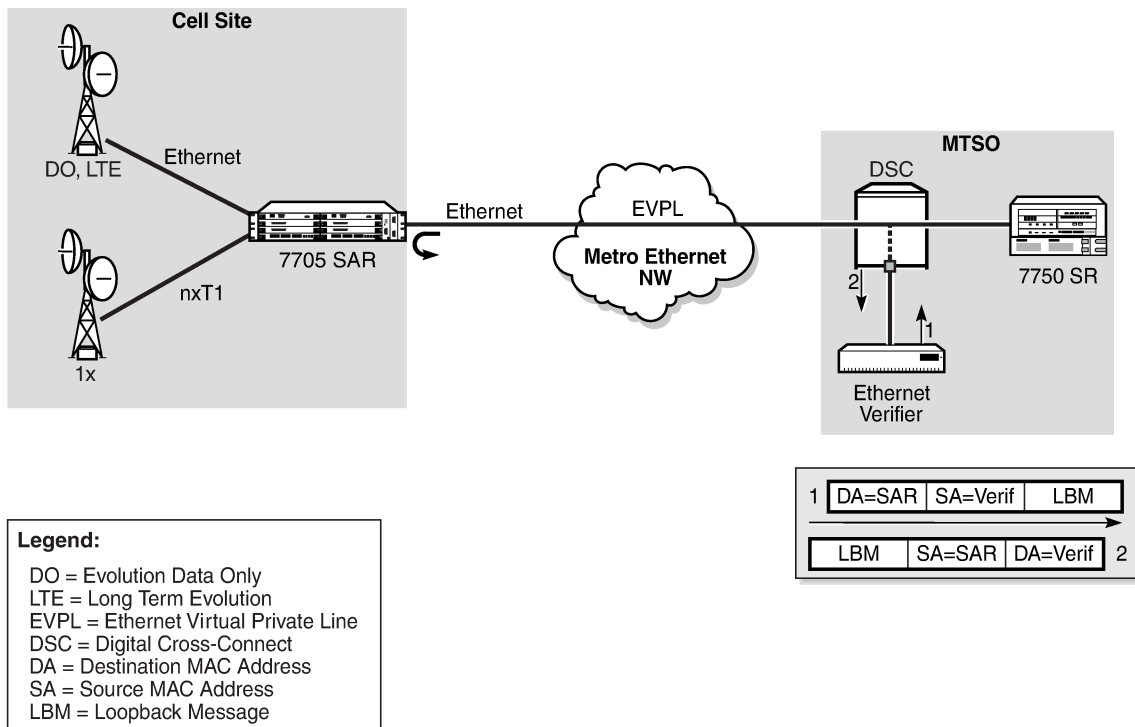 Cell Site
DO, LTE
Ethernet
7705 SAR
nxT1
1x
Ethernet
EVPL
Metro Ethernet
NW
MTSO
DSC
7750 SR
2
1
Ethernet
Verifier
1 DA=SAR SA=Verif LBM
LBM SA=SAR DA=Verif 2
Legend:
DO = Evolution Data Only
LTE = Long Term Evolution
EVPL = Ethernet Virtual Private Line
DSC = Digital Cross-Connect
DA = Destination MAC Address
SA = Source MAC Address
LBM = Loopback Message